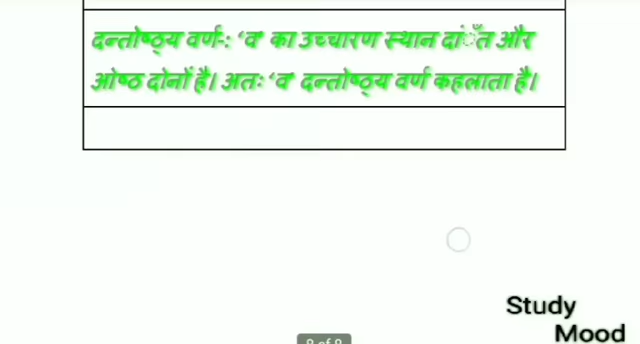 दन्तोष्ठ्य वर्ण-: ‘व’ का उच्चारण स्थान दांँत और
ओष्ठ दोनों है। अतः ‘व’ दन्तोष्ठ्य वर्ण कहलाता है।
Study
Mood